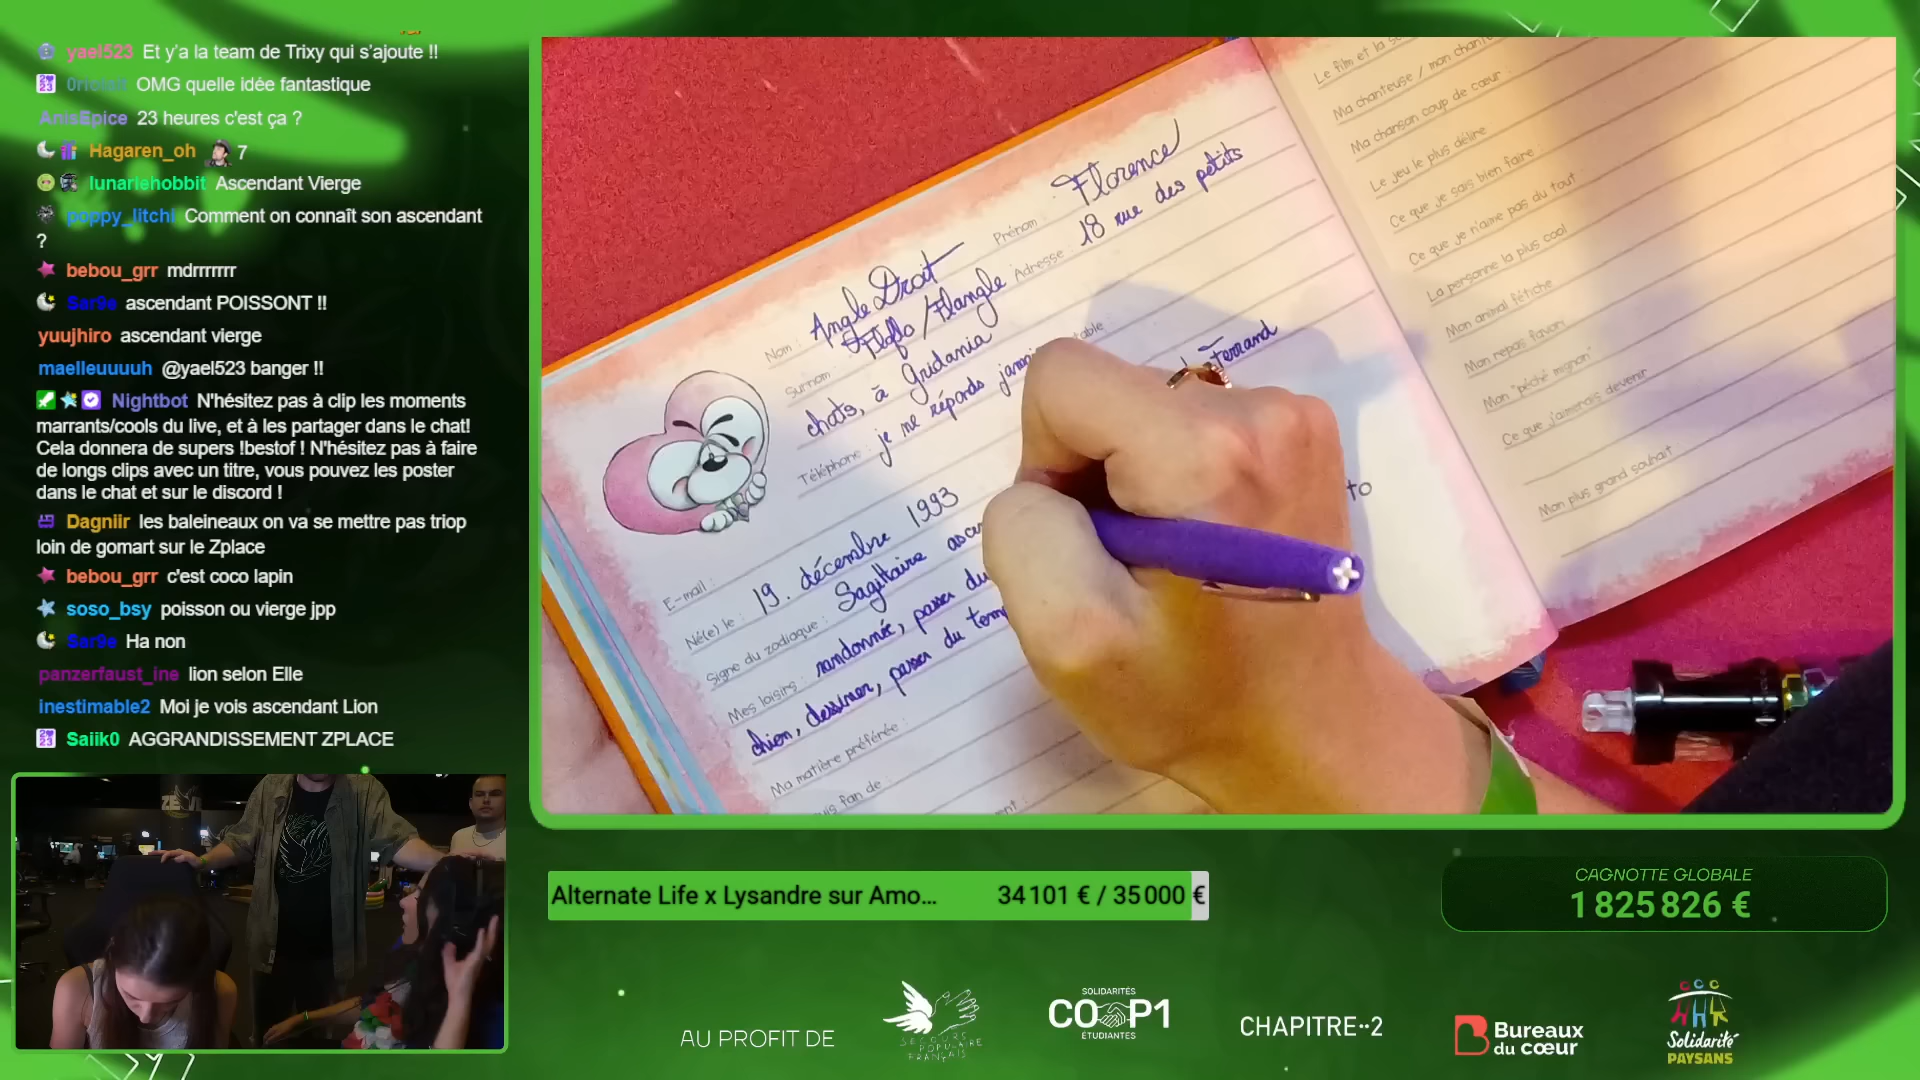 yael523 Et y'a la team de Trixy qui s'ajoute !!
OMG quelle idée fantastique
AnisEpice 23 heures c'est ça ?
Hagaren_oh 7
lunariehobbit Ascendant Vierge
poppy_litchi Comment on connaît son ascendant
?
bebou_grr mdrrrrrrr
Sar9e ascendant POISSONT !!
yuujhiro ascendant vierge
maelleuuuuh @yael523 banger !!
Nightbot N'hésitez pas à clip les moments
marrants/cools du live, et à les partager dans le chat!
Cela donnera de supers !bestof ! N'hésitez pas à faire
de longs clips avec un titre, vous pouvez les poster
dans le chat et sur le discord !
Dagniir les baleineaux on va se mettre pas triop
loin de gomart sur le Zplace
bebou_grr c'est coco lapin
soso_bsy poisson ou vierge jpp
Sar9e Ha non
panzerfaust_ine lion selon Elle
inestimable2 Moi je vois ascendant Lion
Saiik0 AGGRANDISSEMENT ZPLACE
Nom : Angle Droit
Prénom : Florence
Surnom : Floflo / Flangle
Adresse : 18 rue des petits
chats, à Gridania
Téléphone : je ne réponds
E-mail :
Né(e) le : 19 décembre 1993
Signe du zodiaque : Sagittaire
Mes loisirs : randonnée, passer du
chien, dessiner, passer du
Ma matière préférée :
fan de :
Le film et la
Ma chanteuse / mon
Ma chanson coup de cœur :
Le jeu le plus délire
Ce que je sais bien faire :
Ce que je n'aime pas du tout
La personne la plus cool
Mon animal fétiche
Mon repas favori
Mon "péché mignon"
Ce que j'aimerais devenir
Mon plus grand souhait
Alternate Life x Lysandre sur Amo... 34 101 € / 35 000 €
CAGNOTTE GLOBALE
1 825 826 €
AU PROFIT DE
SECOURS
POPULAIRE
FRANÇAIS
SOLIDARITÉS
CO P1
ÉTUDIANTES
CHAPITRE··2
Bureaux
du cœur
Solidarité
PAYSANS